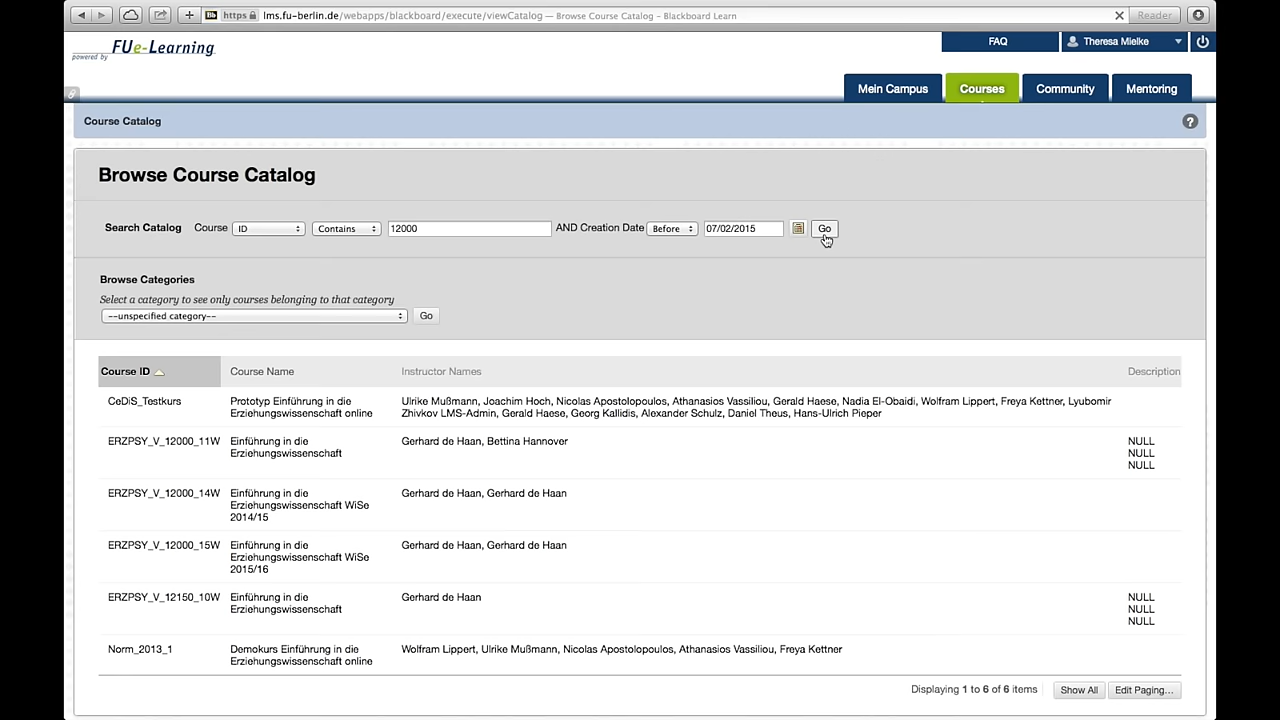 https lms.fu-berlin.de/webapps/blackboard/execute/viewCatalog — Browse Course Catalog - Blackboard Learn Reader
powered by FUe-Learning
FAQ Theresa Mielke
Mein Campus Courses Community Mentoring
Course Catalog ?
Browse Course Catalog
Search Catalog Course ID Contains 12000 AND Creation Date Before 07/02/2015 Go
Browse Categories
Select a category to see only courses belonging to that category
--unspecified category-- Go
Course ID Course Name Instructor Names Description
CeDiS_Testkurs Prototyp Einführung in die Ulrike Mußmann, Joachim Hoch, Nicolas Apostolopoulos, Athanasios Vassiliou, Gerald Haese, Nadia El-Obaidi, Wolfram Lippert, Freya Kettner, Lyubomir
Erziehungswissenschaft online Zhivkov LMS-Admin, Gerald Haese, Georg Kallidis, Alexander Schulz, Daniel Theus, Hans-Ulrich Pieper
ERZPSY_V_12000_11W Einführung in die Gerhard de Haan, Bettina Hannover NULL
Erziehungswissenschaft NULL
NULL
ERZPSY_V_12000_14W Einführung in die Gerhard de Haan, Gerhard de Haan
Erziehungswissenschaft WiSe
2014/15
ERZPSY_V_12000_15W Einführung in die Gerhard de Haan, Gerhard de Haan
Erziehungswissenschaft WiSe
2015/16
ERZPSY_V_12150_10W Einführung in die Gerhard de Haan NULL
Erziehungswissenschaft NULL
NULL
Norm_2013_1 Demokurs Einführung in die Wolfram Lippert, Ulrike Mußmann, Nicolas Apostolopoulos, Athanasios Vassiliou, Freya Kettner
Erziehungswissenschaft online
Displaying 1 to 6 of 6 items Show All Edit Paging...